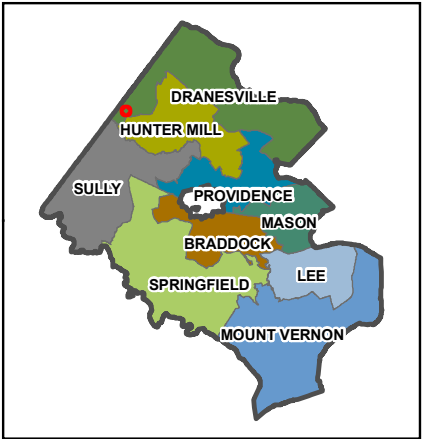 DRANESVILLE
HUNTER MILL
SULLY
PROVIDENCE
MASON
BRADDOCK
LEE
SPRINGFIELD
MOUNT VERNON